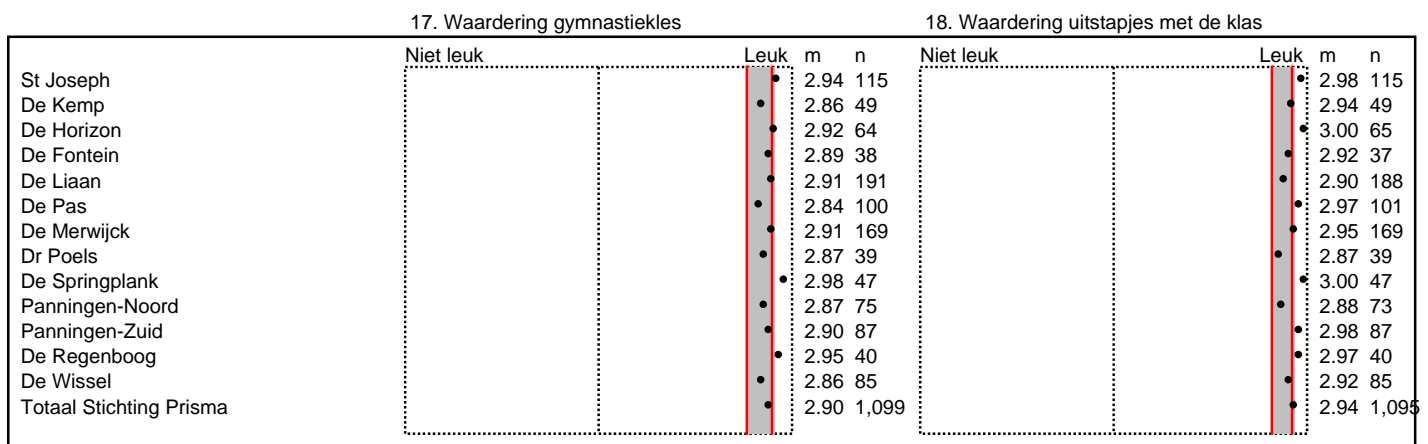 17. Waardering gymnastiekles 18. Waardering uitstapjes met de klas
Niet leuk Leuk m n Niet leuk Leuk m n
St Joseph 2.94 115 2.98 115
De Kemp 2.86 49 2.94 49
De Horizon 2.92 64 3.00 65
De Fontein 2.89 38 2.92 37
De Liaan 2.91 191 2.90 188
De Pas 2.84 100 2.97 101
De Merwijck 2.91 169 2.95 169
Dr Poels 2.87 39 2.87 39
De Springplank 2.98 47 3.00 47
Panningen-Noord 2.87 75 2.88 73
Panningen-Zuid 2.90 87 2.98 87
De Regenboog 2.95 40 2.97 40
De Wissel 2.86 85 2.92 85
Totaal Stichting Prisma 2.90 1,099 2.94 1,095